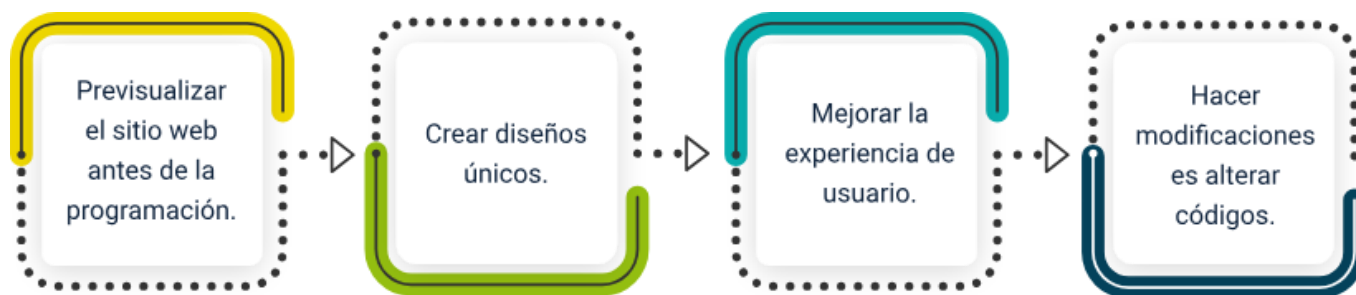 Previsualizar
el sitio web
antes de la
programación.
Crear diseños
únicos.
Mejorar la
experiencia de
usuario.
Hacer
modificaciones
es alterar
códigos.